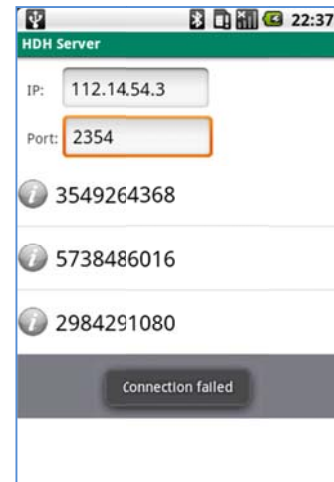 22:37
HDH Server
IP: 112.14.54.3
Port: 2354
3549264368
5738486016
2984291080
Connection failed